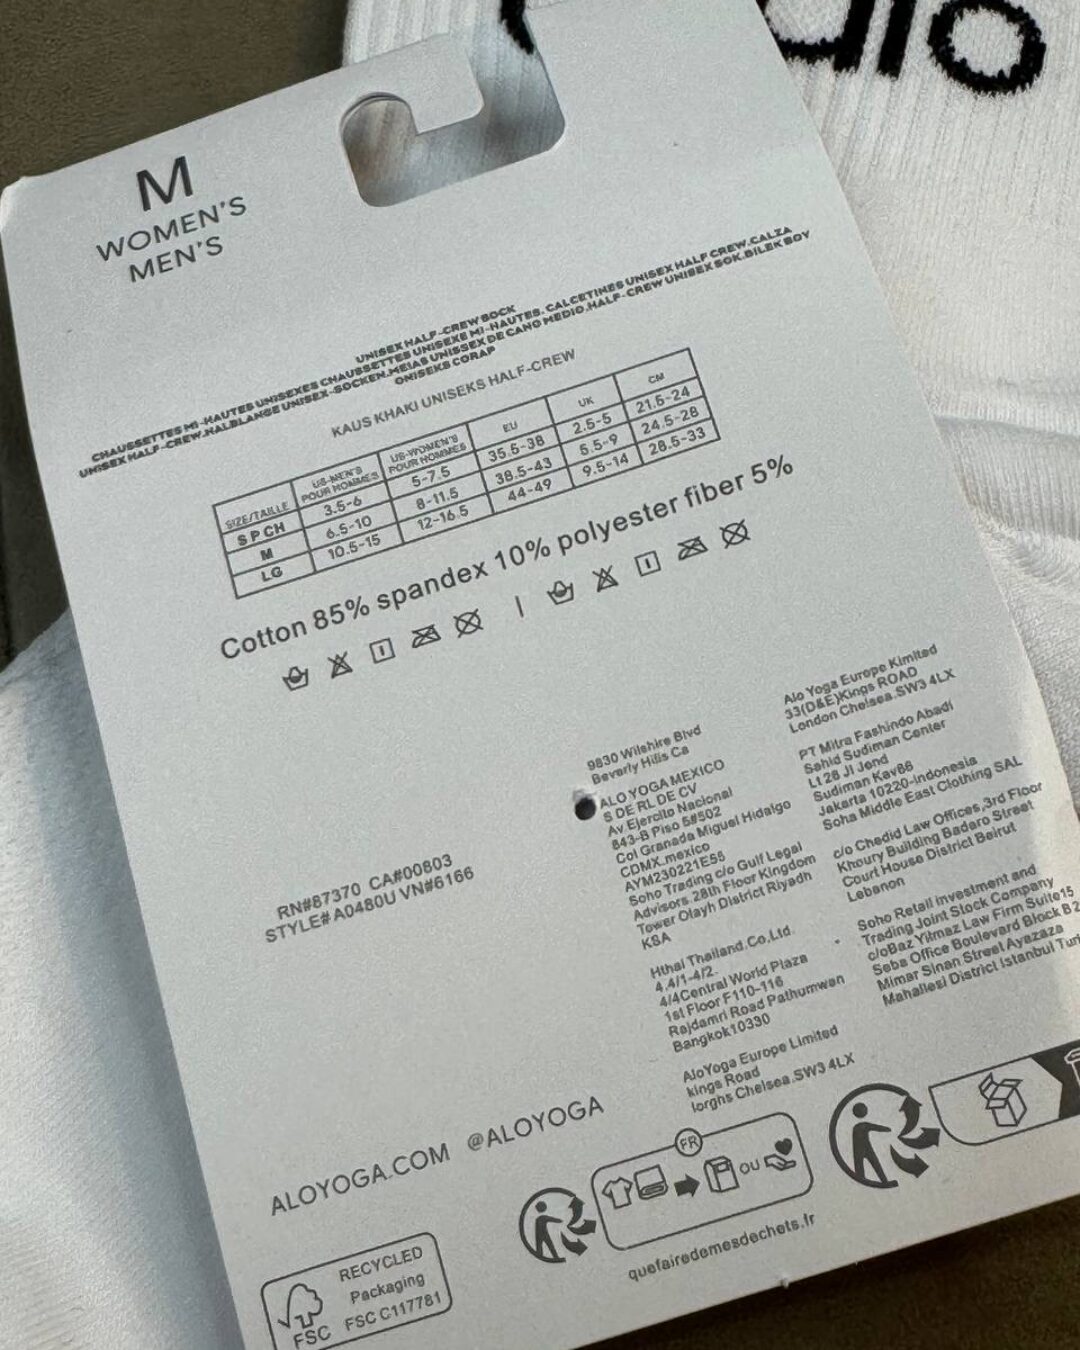 alo
M
WOMEN'S
MEN'S
UNISEX HALF-CREW SOCK
CHAUSSETTES MI-HAUTES UNISEXES CHAUSSETTES UNISEXE MI-HAUTES. CALCETINES UNISEX HALF CREW.CALZA
UNISEX HALF-CREW.HALBLANGE UNISEX-SOCKEN.MEIAS UNISSEX DE CANO MEDIO.HALF-CREW UNISEX SOK.BILEK BOY
ONISEKS CORAP
KAUS KHAKI UNISEKS HALF-CREW
SIZE/TAILLE US-MEN'S POUR HOMMES US-WOMEN'S POUR HOMMES EU UK CM
S P CH 3.5-6 5-7.5 35.5-38 2.5-5 21.5-24
M 6.5-10 8-11.5 38.5-43 5.5-9 24.5-28
LG 10.5-15 12-16.5 44-49 9.5-14 28.5-33
Cotton 85% spandex 10% polyester fiber 5%
9830 Wilshire Blvd
Beverly Hills Ca
ALO YOGA MEXICO
S DE RL DE CV
Av Ejercito Nacional
843-B Piso 5#502
Col Granada Miguel Hidalgo
CDMX.mexico
AYM230221E55
Soho Trading c/o Gulf Legal
Advisors 28th Floor Kingdom
Tower Olayh District Riyadh
KSA
Hthai Thailand.Co.Ltd.
4,4/1-4/2.
4/4Central World Plaza
1st Floor F110-116
Rajdamri Road Pathumwan
Bangkok10330
AloYoga Europe Limited
kings Road
lorghs Chelsea.SW3 4LX
Alo Yoga Europe Kimited
33(D&E)Kings ROAD
London Chelsea.SW3 4LX
PT Mitra Fashindo Abadi
Sahid Sudiman Center
Lt 28 Jl Jend
Sudiman Kav86
Jakarta 10220-Indonesia
Soha Middle East Clothing SAL
c/o Chedid Law Offices,3rd Floor
Khoury Building Badaro Street
Court House District Beirut
Lebanon
Soho Retail investment and
Trading Joint Stock Company
c/oBaz Yilmaz Law Firm Suite15
Seba Office Boulevard Block B 2
Mimar Sinan Street Ayazaza
Mahallesi District Istanbul Tur
RN#87370 CA#00803
STYLE# A0480U VN#6166
ALOYOGA.COM @ALOYOGA
FR
OU
quefairedemesdechets.fr
RECYCLED
Packaging
FSC C117781
FSC